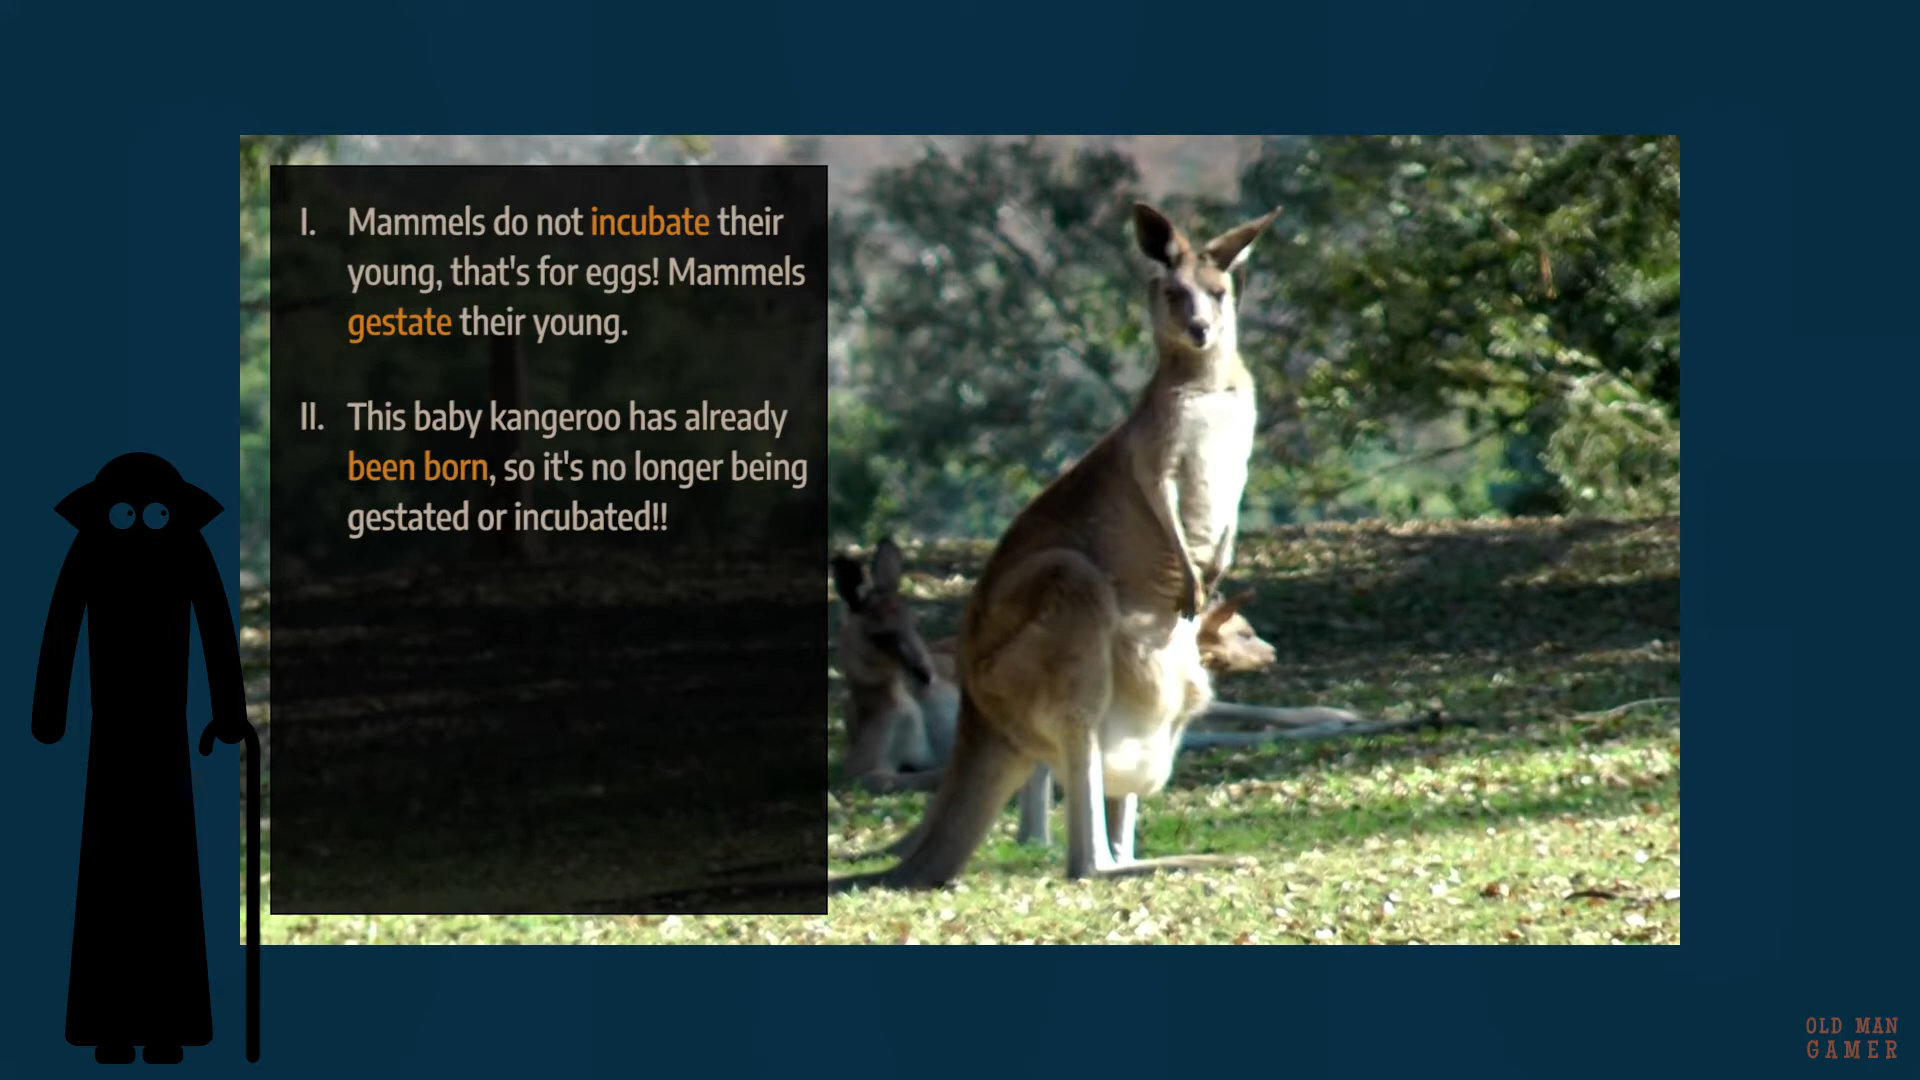 I. Mammels do not incubate their
young, that's for eggs! Mammels
gestate their young.
II. This baby kangeroo has already
been born, so it's no longer being
gestated or incubated!!
OLD MAN
GAMER